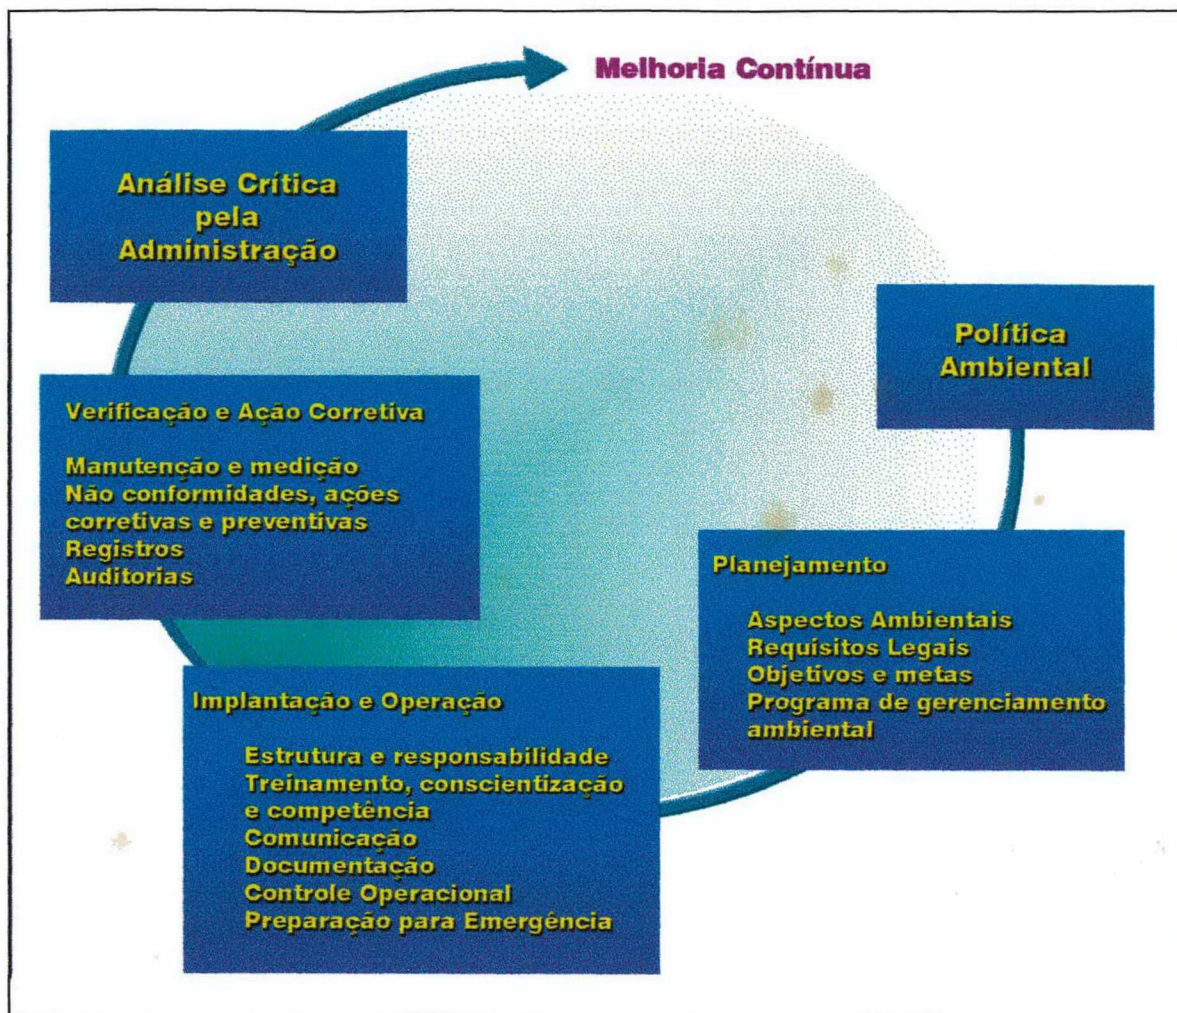 Melhoria Contínua
Análise Crítica
pela
Administração
Política
Ambiental
Verificação e Ação Corretiva
Manutenção e medição
Não conformidades, ações
corretivas e preventivas
Registros
Auditorias
Planejamento
Aspectos Ambientais
Requisitos Legais
Objetivos e metas
Programa de gerenciamento
ambiental
Implantação e Operação
Estrutura e responsabilidade
Treinamento, conscientização
e competência
Comunicação
Documentação
Controle Operacional
Preparação para Emergência